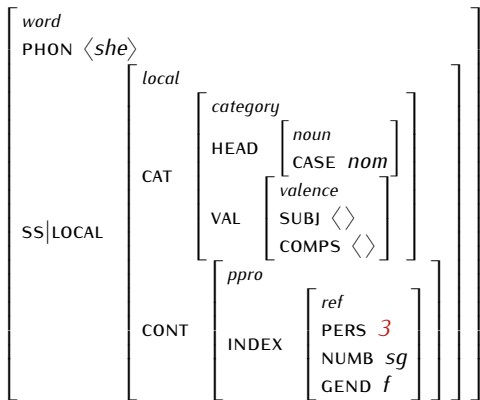 word
PHON ⟨she⟩
local
category
HEAD
noun
CASE nom
CAT
valence
VAL SUBJ ⟨⟩
COMPS ⟨⟩
SS|LOCAL
ppro
ref
CONT
INDEX
PERS 3
NUMB sg
GEND f